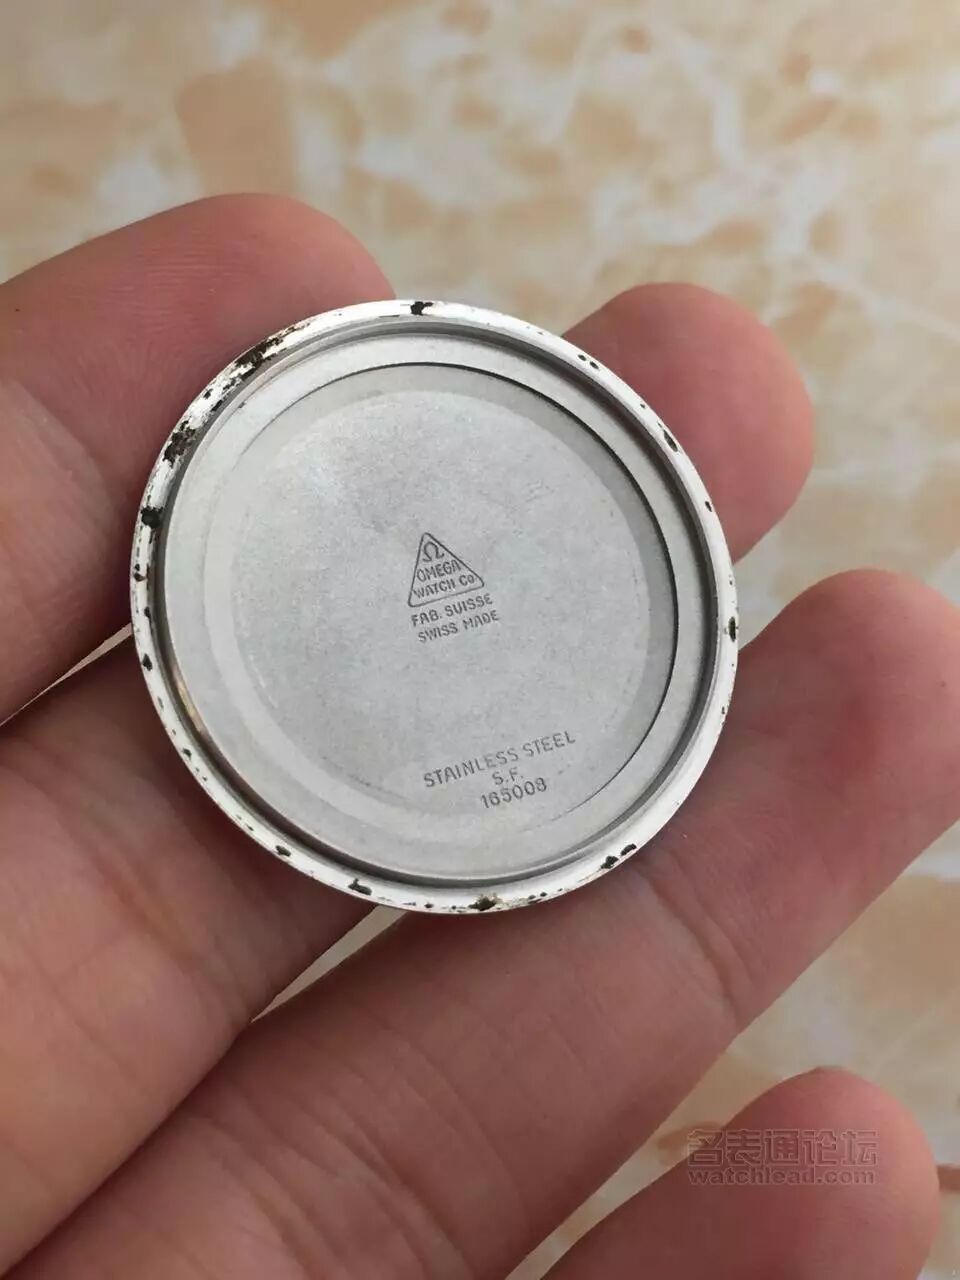 Ω
OMEGA
WATCH Co
FAB. SUISSE
SWISS MADE
STAINLESS STEEL
S.F.
165008
名表通论坛
watchlead.com